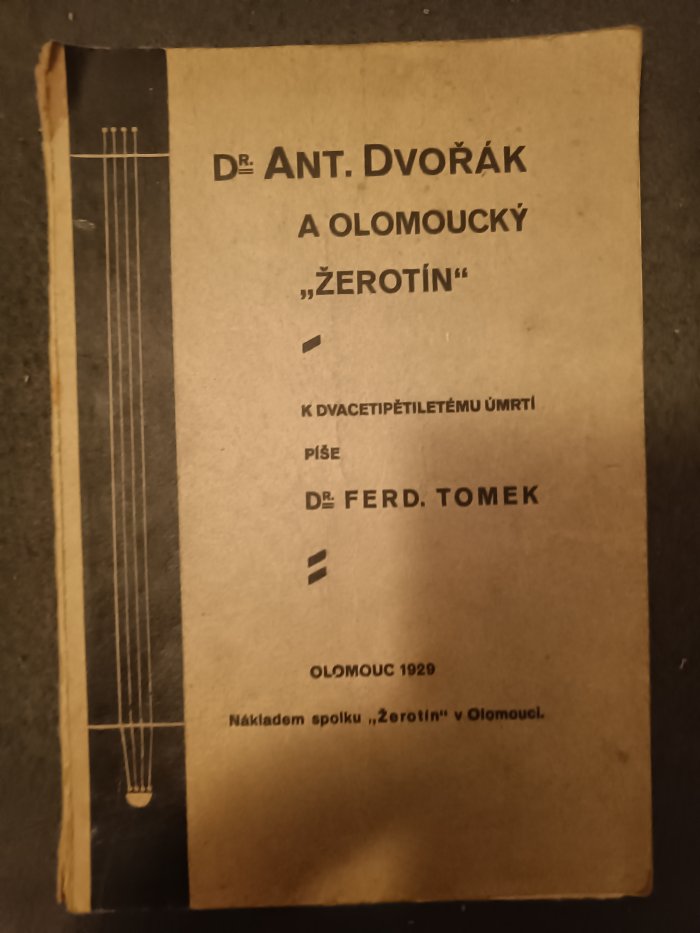 DR. ANT. DVOŘÁK
A OLOMOUCKÝ
„ŽEROTÍN“
K DVACETIPĚTILETÉMU ÚMRTÍ
PÍŠE
DR. FERD. TOMEK
OLOMOUC 1929
Nákladem spolku „Žerotín“ v Olomouci.